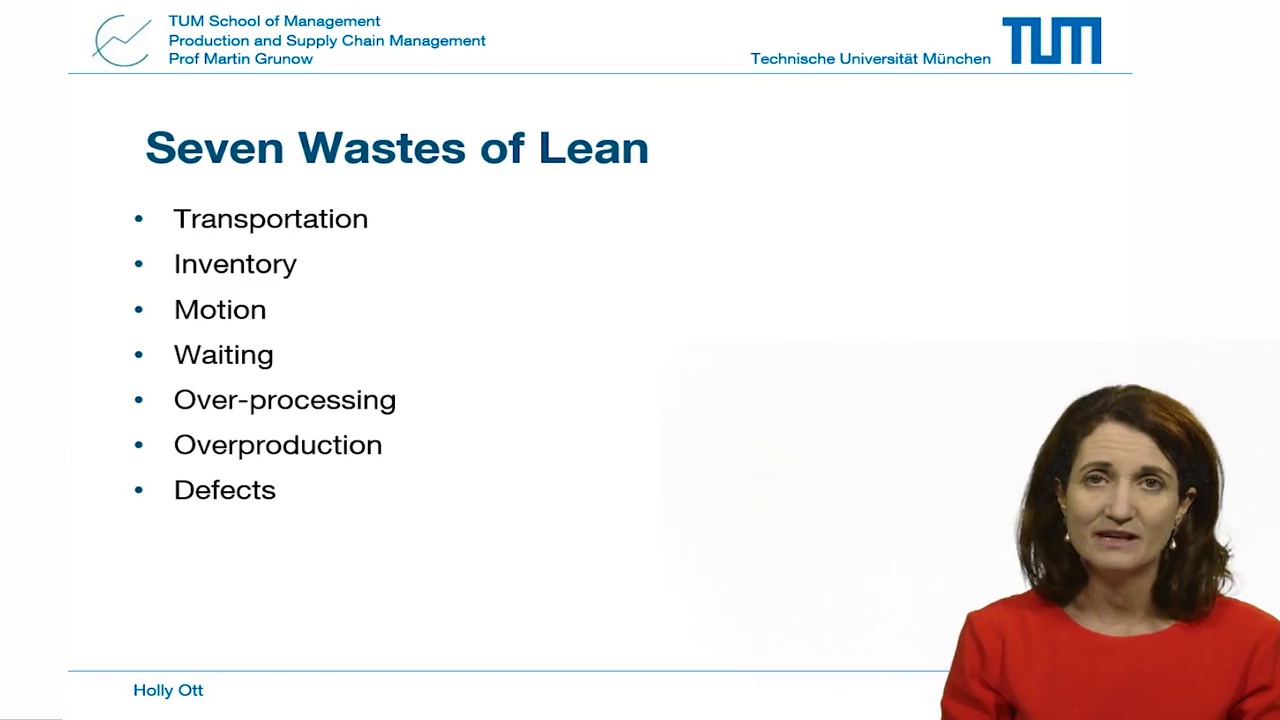 TUM School of Management
Production and Supply Chain Management
Prof Martin Grunow
Technische Universität München
TUM
Seven Wastes of Lean
• Transportation
• Inventory
• Motion
• Waiting
• Over-processing
• Overproduction
• Defects
Holly Ott